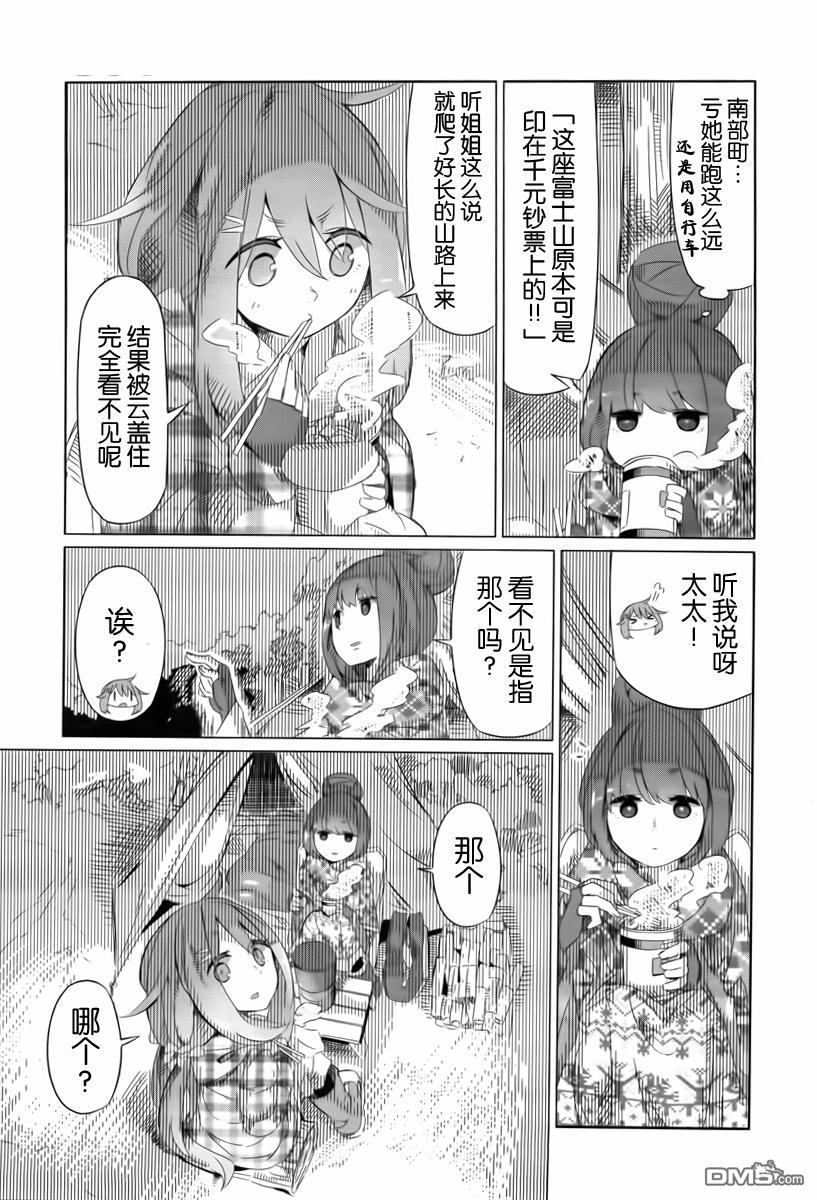 南部町…
亏她能跑这么远
还是用自行车
「这座富士山原本可是
印在千元钞票上的!!」
听姐姐这么说
就爬了好长的山路上来
结果被云盖住
完全看不见呢
听我说呀
太太！
看不见是指
那个吗？
诶？
那个
哪个？
DM5.com